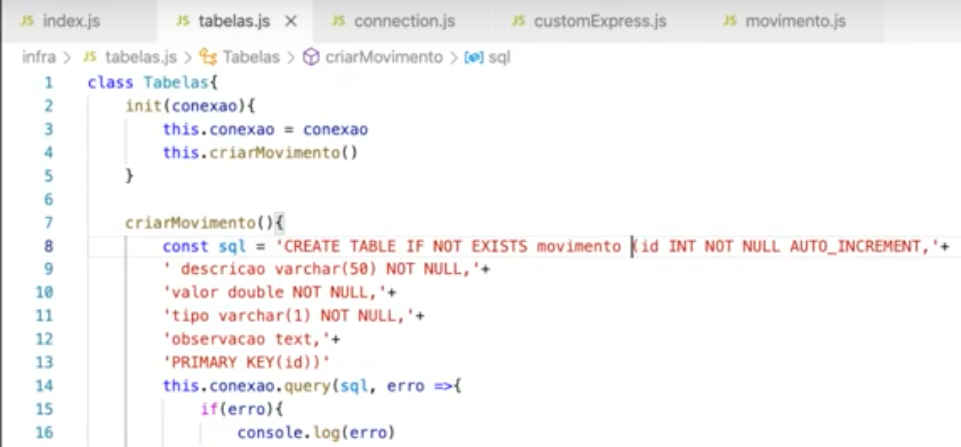 JS index.js JS tabelas.js × JS connection.js JS customExpress.js JS movimento.js
infra > JS tabelas.js > Tabelas > criarMovimento > sql
1 class Tabelas{
2 init(conexao){
3 this.conexao = conexao
4 this.criarMovimento()
5 }
6
7 criarMovimento(){
8 const sql = 'CREATE TABLE IF NOT EXISTS movimento (id INT NOT NULL AUTO_INCREMENT,'+
9 ' descricao varchar(50) NOT NULL,'+
10 'valor double NOT NULL,'+
11 'tipo varchar(1) NOT NULL,'+
12 'observacao text,'+
13 'PRIMARY KEY(id))'
14 this.conexao.query(sql, erro =>{
15 if(erro){
16 console.log(erro)